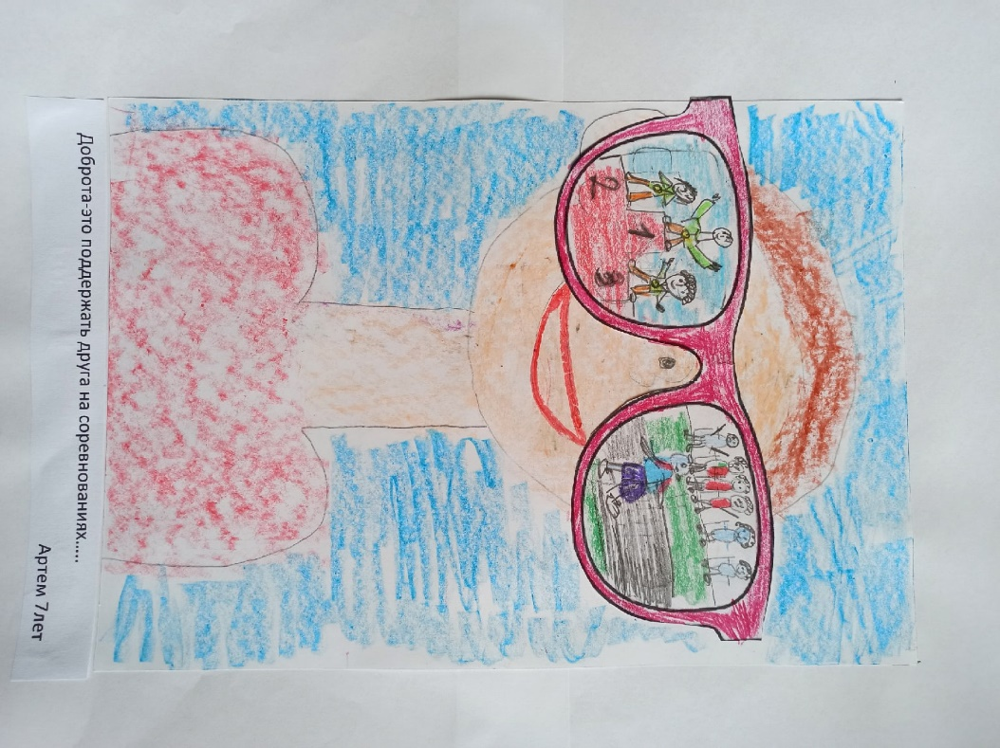 2 1 3
Доброта-это поддержать друга на соревнованиях......
Артем 7лет